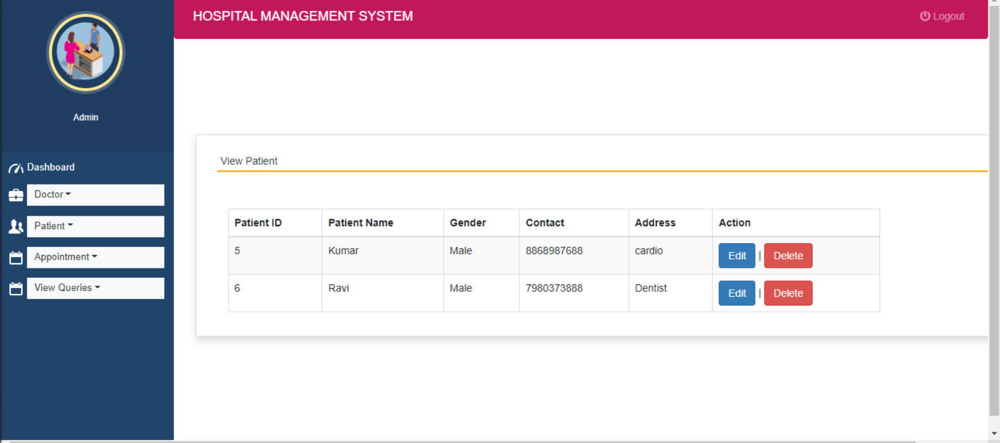 HOSPITAL MANAGEMENT SYSTEM
Logout
Admin
Dashboard
Doctor
Patient
Appointment
View Queries
View Patient
Patient ID Patient Name Gender Contact Address Action
5 Kumar Male 8868987688 cardio Edit | Delete
6 Ravi Male 7980373888 Dentist Edit | Delete